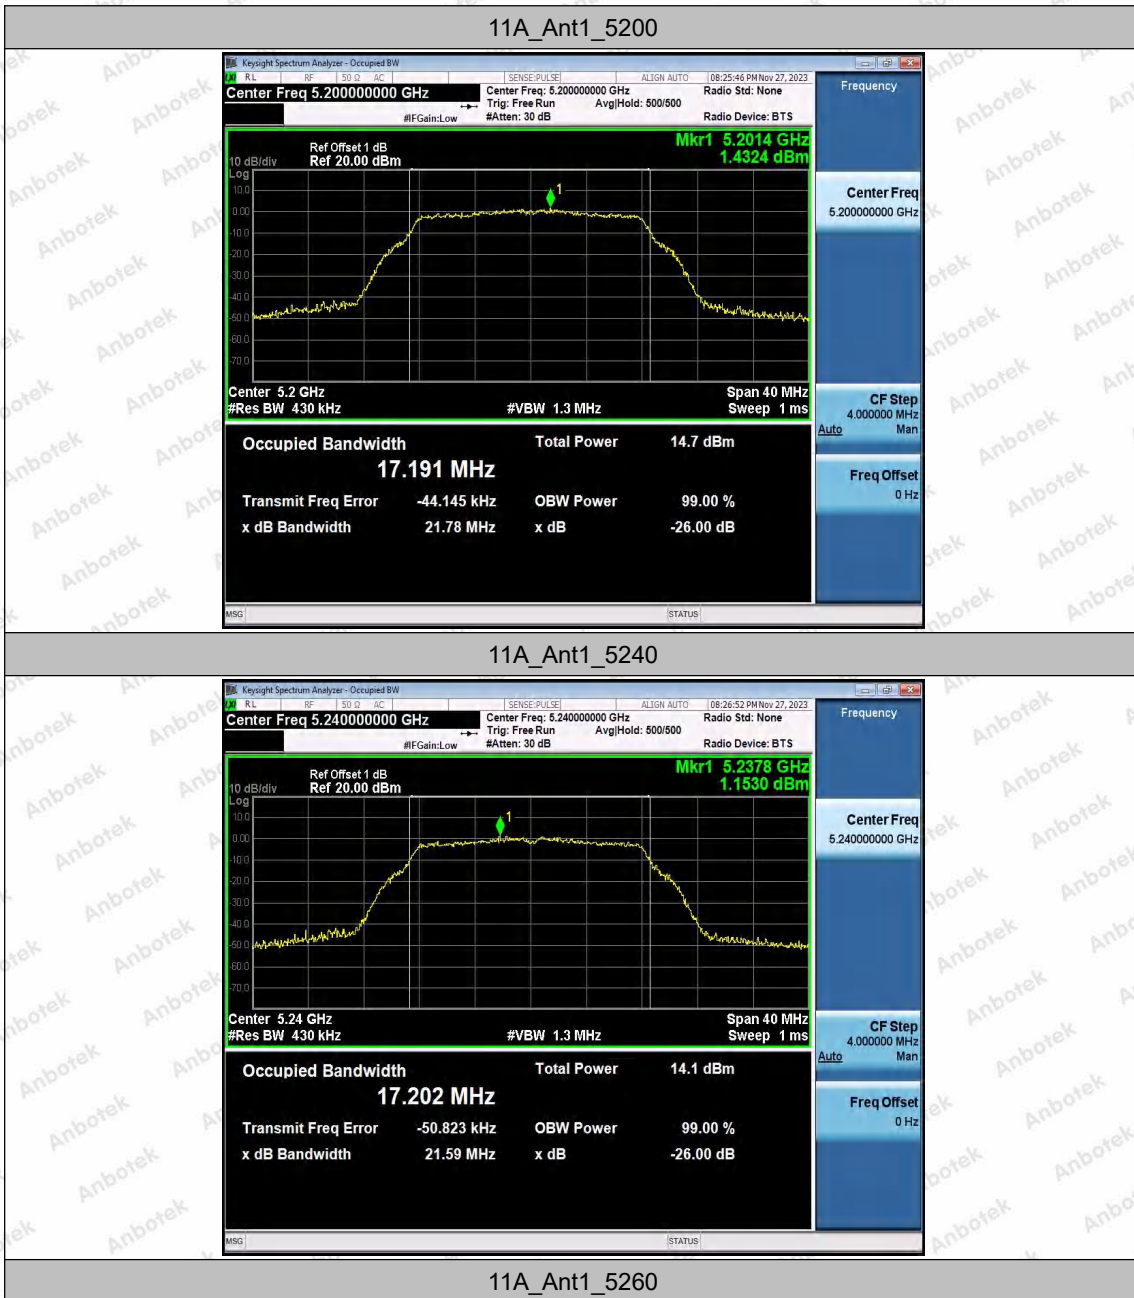 11A_Ant1_5200
Keysight Spectrum Analyzer - Occupied BW
RL RF 50 Ω AC SENSE:PULSE ALIGN AUTO 08:25:46 PM Nov 27, 2023
Center Freq 5.200000000 GHz
Center Freq: 5.200000000 GHz
Radio Std: None
Trig: Free Run Avg|Hold: 500/500
#IFGain:Low #Atten: 30 dB Radio Device: BTS
Frequency
Ref Offset 1 dB
Mkr1 5.2014 GHz
10 dB/div Ref 20.00 dBm
1.4324 dBm
Log
10.0
0.00
-10.0
-20.0
-30.0
-40.0
-50.0
-60.0
-70.0
1
Center Freq
5.200000000 GHz
Center 5.2 GHz Span 40 MHz
#Res BW 430 kHz #VBW 1.3 MHz Sweep 1 ms
CF Step
4.000000 MHz
Auto Man
Freq Offset
0 Hz
Occupied Bandwidth Total Power 14.7 dBm
17.191 MHz
Transmit Freq Error -44.145 kHz OBW Power 99.00 %
x dB Bandwidth 21.78 MHz x dB -26.00 dB
MSG STATUS
11A_Ant1_5240
Keysight Spectrum Analyzer - Occupied BW
RL RF 50 Ω AC SENSE:PULSE ALIGN AUTO 08:26:52 PM Nov 27, 2023
Center Freq 5.240000000 GHz
Center Freq: 5.240000000 GHz
Radio Std: None
Trig: Free Run Avg|Hold: 500/500
#IFGain:Low #Atten: 30 dB Radio Device: BTS
Frequency
Ref Offset 1 dB
Mkr1 5.2378 GHz
10 dB/div Ref 20.00 dBm
1.1530 dBm
Log
10.0
0.00
-10.0
-20.0
-30.0
-40.0
-50.0
-60.0
-70.0
1
Center Freq
5.240000000 GHz
Center 5.24 GHz Span 40 MHz
#Res BW 430 kHz #VBW 1.3 MHz Sweep 1 ms
CF Step
4.000000 MHz
Auto Man
Freq Offset
0 Hz
Occupied Bandwidth Total Power 14.1 dBm
17.202 MHz
Transmit Freq Error -50.823 kHz OBW Power 99.00 %
x dB Bandwidth 21.59 MHz x dB -26.00 dB
MSG STATUS
11A_Ant1_5260
Anbotek